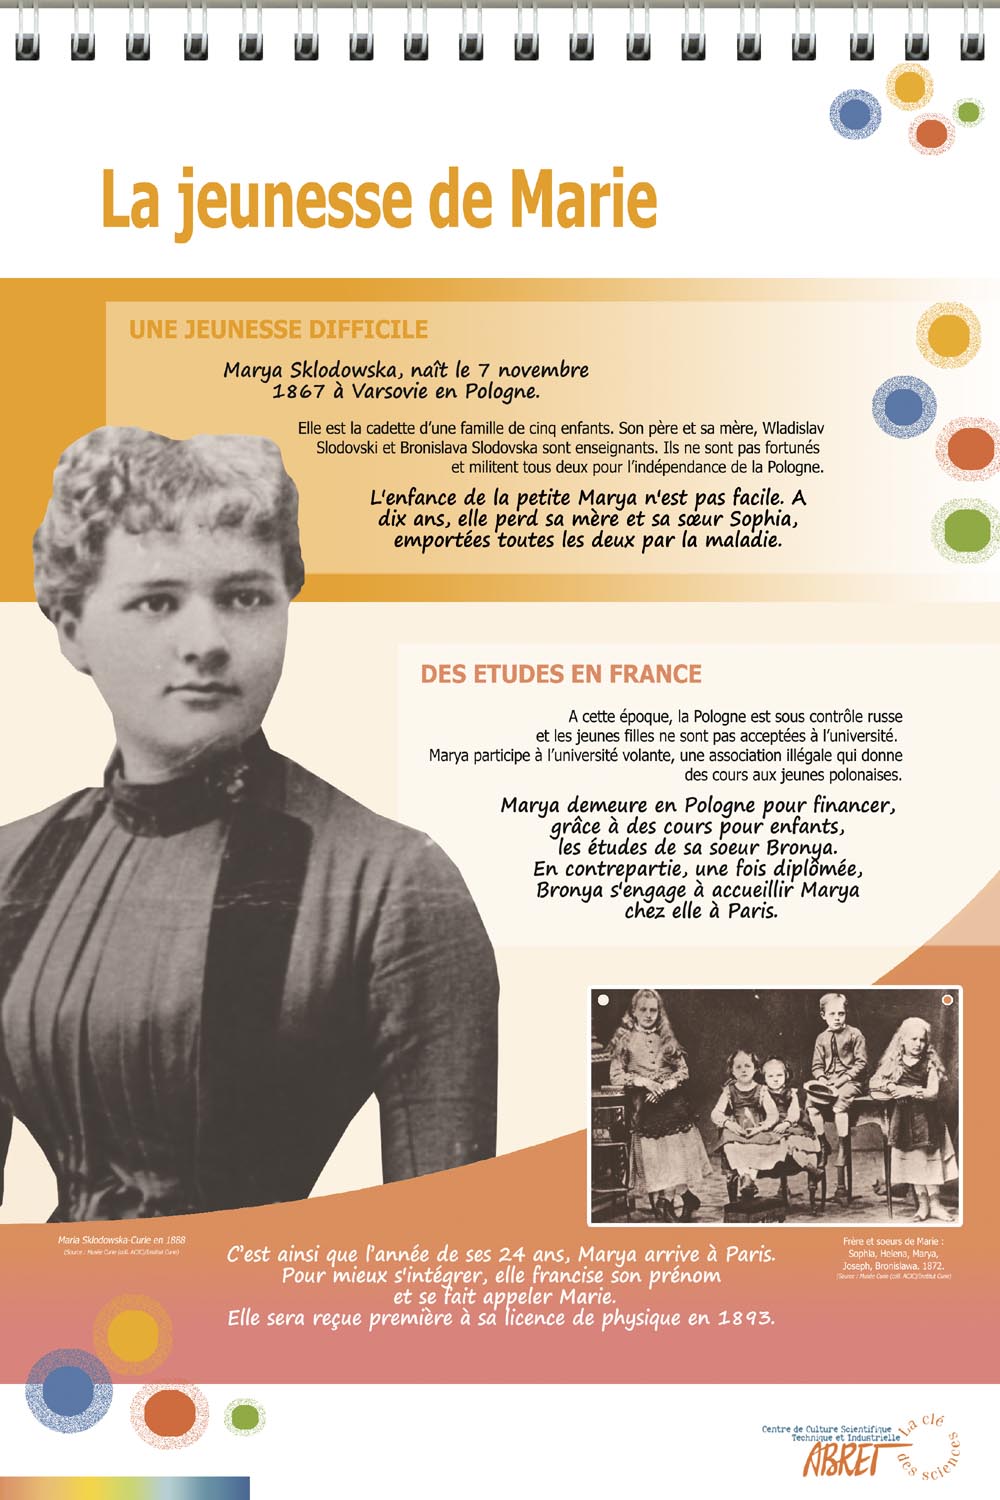 La jeunesse de Marie
UNE JEUNESSE DIFFICILE
Marya Sklodowska, naît le 7 novembre
1867 à Varsovie en Pologne.
Elle est la cadette d'une famille de cinq enfants. Son père et sa mère, Wladislav
Slodovski et Bronislava Slodovska sont enseignants. Ils ne sont pas fortunés
et militent tous deux pour l'indépendance de la Pologne.
L'enfance de la petite Marya n'est pas facile. A
dix ans, elle perd sa mère et sa sœur Sophia,
emportées toutes les deux par la maladie.
DES ETUDES EN FRANCE
A cette époque, la Pologne est sous contrôle russe
et les jeunes filles ne sont pas acceptées à l'université.
Marya participe à l'université volante, une association illégale qui donne
des cours aux jeunes polonaises.
Marya demeure en Pologne pour financer,
grâce à des cours pour enfants,
les études de sa soeur Bronya.
En contrepartie, une fois diplômée,
Bronya s'engage à accueillir Marya
chez elle à Paris.
Maria Sklodowska-Curie en 1888
(Source : Musée Curie (coll. ACJC)/Institut Curie)
Frère et soeurs de Marie :
Sophia, Helena, Marya,
Joseph, Bronislawa. 1872.
(Source : Musée Curie (coll. ACJC)/Institut Curie)
C'est ainsi que l'année de ses 24 ans, Marya arrive à Paris.
Pour mieux s'intégrer, elle francise son prénom
et se fait appeler Marie.
Elle sera reçue première à sa licence de physique en 1893.
Centre de Culture Scientifique
Technique et Industrielle
ABRET
La clé
des sciences